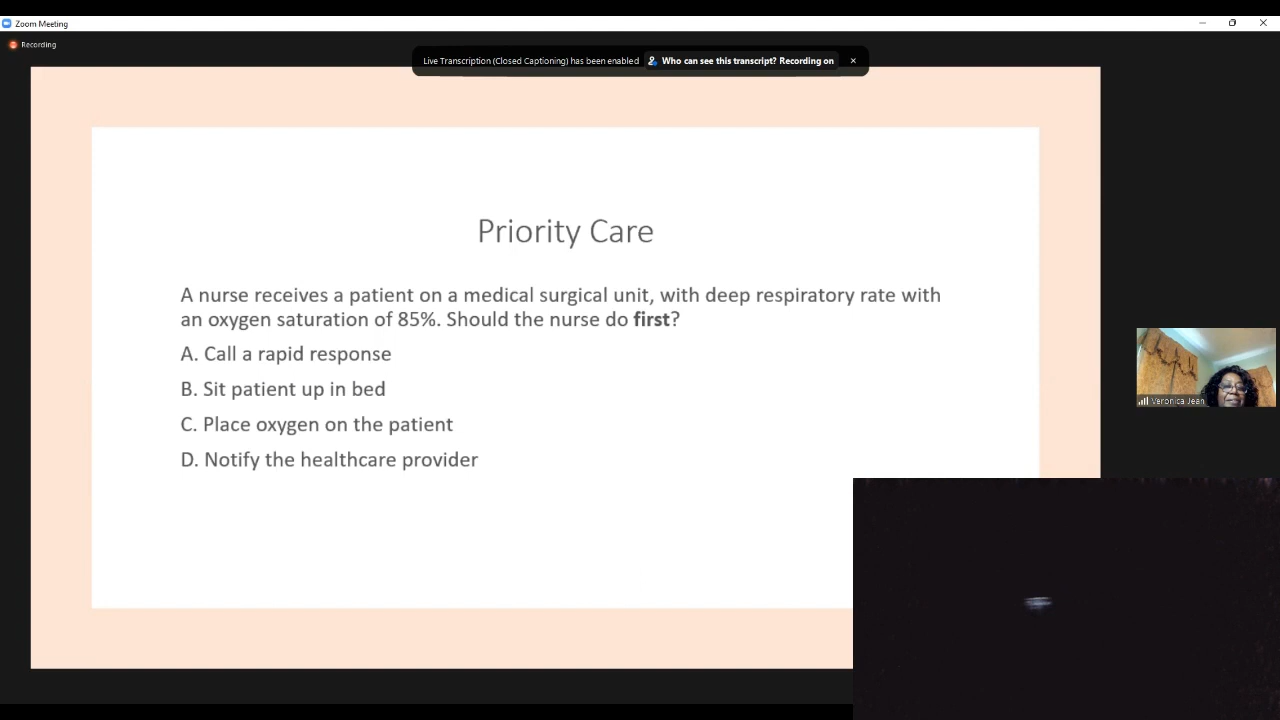 Zoom Meeting
Recording
Live Transcription (Closed Captioning) has been enabled Who can see this transcript? Recording on
Priority Care
A nurse receives a patient on a medical surgical unit, with deep respiratory rate with
an oxygen saturation of 85%. Should the nurse do first?
A. Call a rapid response
B. Sit patient up in bed
C. Place oxygen on the patient
D. Notify the healthcare provider
Veronica Jean